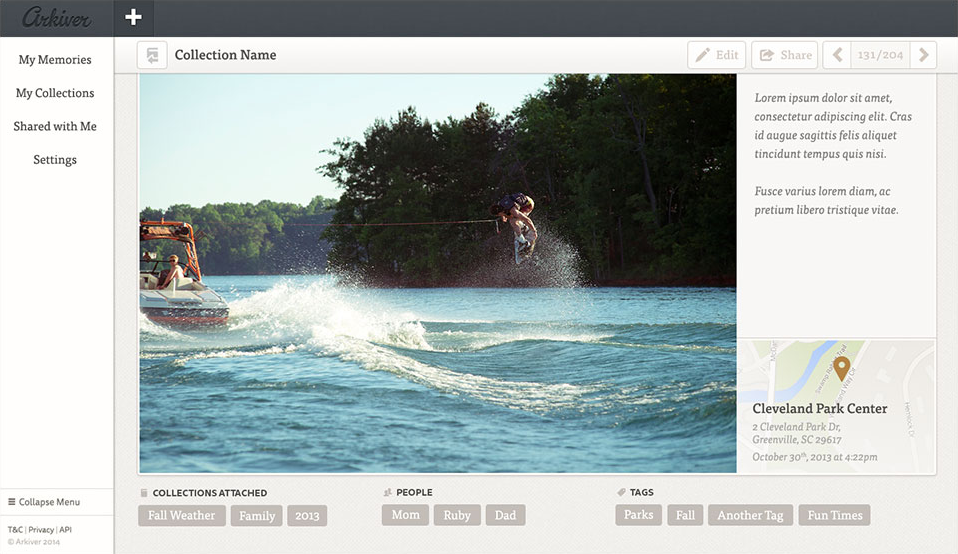 Arkiver
My Memories
My Collections
Shared with Me
Settings
Collection Name
Edit
Share
131/204
Lorem ipsum dolor sit amet,
consectetur adipiscing elit. Cras
id augue sagittis felis aliquet
tincidunt tempus quis nisi.
Fusce varius lorem diam, ac
pretium libero tristique vitae.
Hemlock Dr
Cleveland Park Center
2 Cleveland Park Dr,
Greenville, SC 29617
October 30th, 2013 at 4:22pm
COLLECTIONS ATTACHED
Fall Weather
Family
2013
PEOPLE
Mom
Ruby
Dad
TAGS
Parks
Fall
Another Tag
Fun Times
Collapse Menu
T&C | Privacy | API
© Arkiver 2014